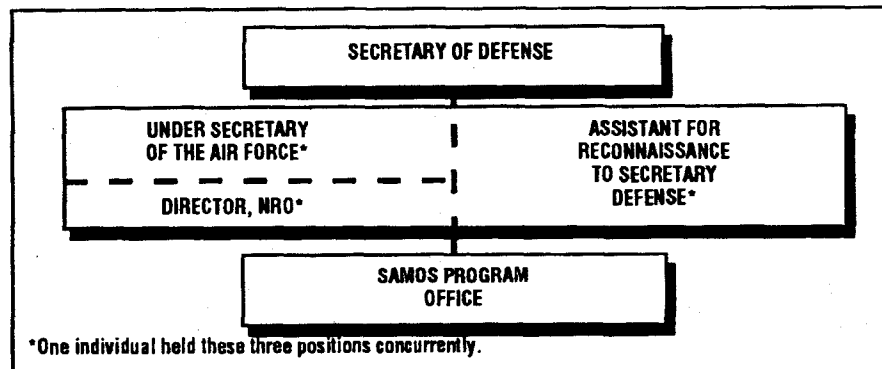 SECRETARY OF DEFENSE
UNDER SECRETARY
OF THE AIR FORCE*
DIRECTOR, NRO*
ASSISTANT FOR
RECONNAISSANCE
TO SECRETARY
DEFENSE*
SAMOS PROGRAM
OFFICE
*One individual held these three positions concurrently.